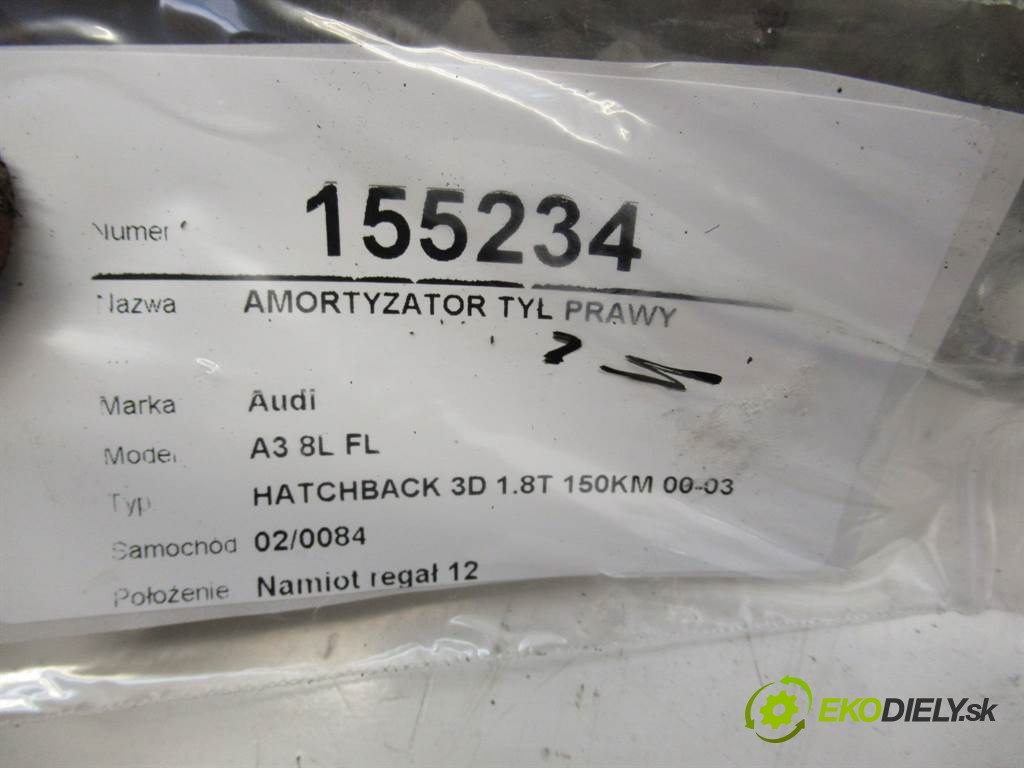 Numer 155234
Nazwa AMORTYZATOR TYŁ PRAWY
...
Marka Audi
Model A3 8L FL
Typ HATCHBACK 3D 1.8T 150KM 00-03
Samochód 02/0084
Położenie Namiot regał 12
EKODIELY.sk